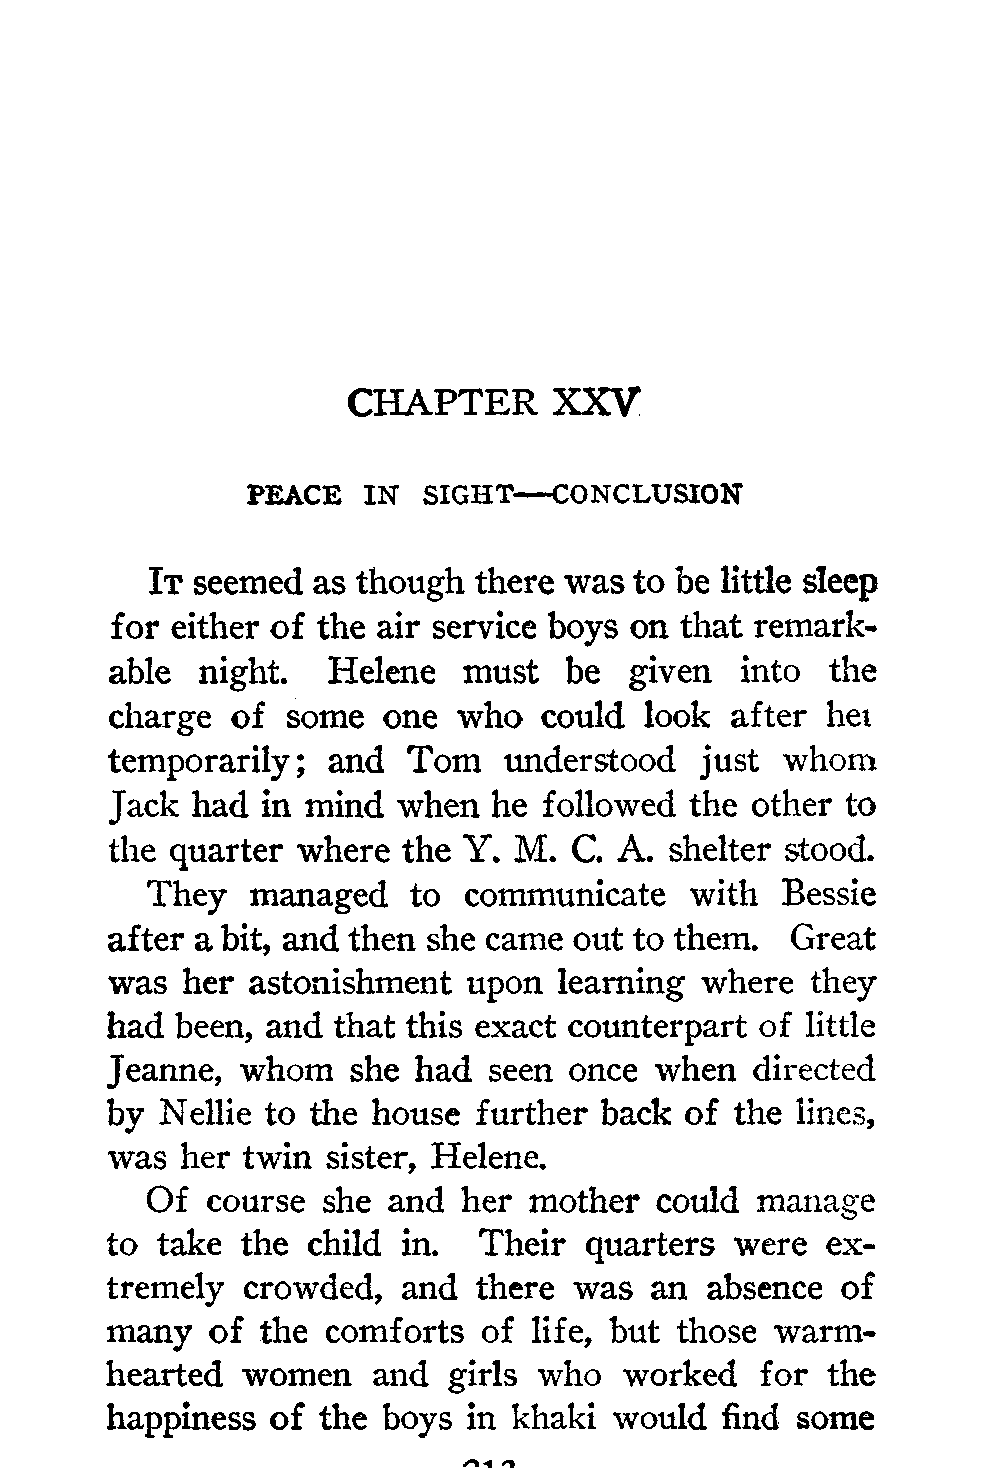 CHAPTER XXV
PEACE IN SIGHT—CONCLUSION
IT seemed as though there was to be little sleep
for either of the air service boys on that remark-
able night. Helene must be given into the
charge of some one who could look after her
temporarily; and Tom understood just whom
Jack had in mind when he followed the other to
the quarter where the Y. M. C. A. shelter stood.
They managed to communicate with Bessie
after a bit, and then she came out to them. Great
was her astonishment upon learning where they
had been, and that this exact counterpart of little
Jeanne, whom she had seen once when directed
by Nellie to the house further back of the lines,
was her twin sister, Helene.
Of course she and her mother could manage
to take the child in. Their quarters were ex-
tremely crowded, and there was an absence of
many of the comforts of life, but those warm-
hearted women and girls who worked for the
happiness of the boys in khaki would find some